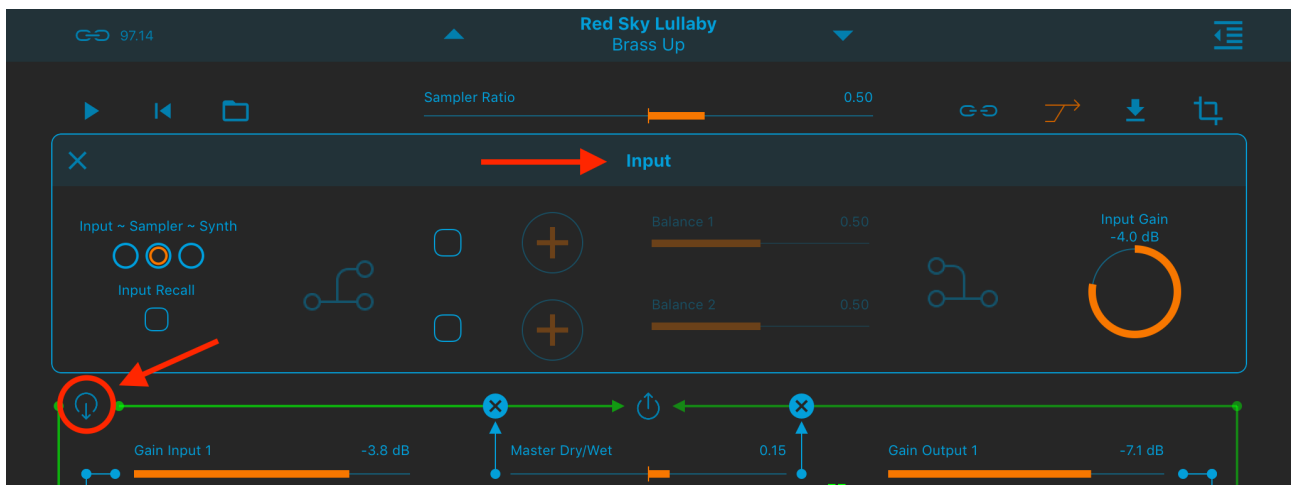 97.14
Red Sky Lullaby
Brass Up
Sampler Ratio 0.50
Input
Input ~ Sampler ~ Synth
Input Recall
Balance 1 0.50
Balance 2 0.50
Input Gain
-4.0 dB
Gain Input 1 -3.8 dB
Master Dry/Wet 0.15
Gain Output 1 -7.1 dB